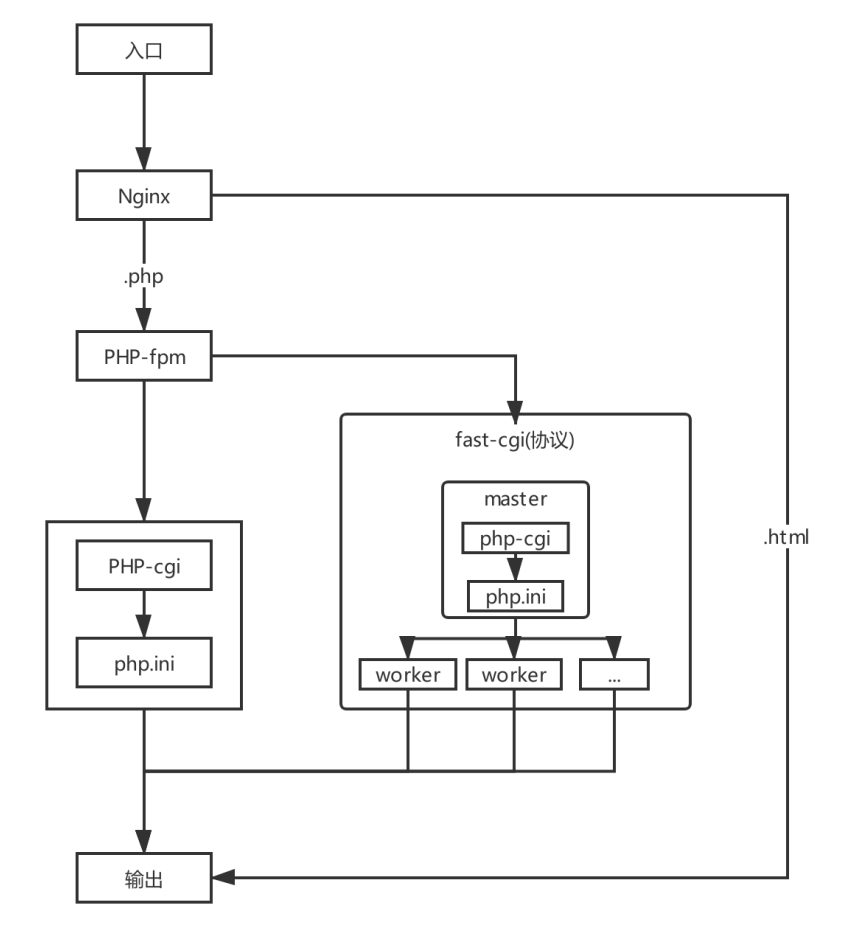 入口
Nginx
.php
PHP-fpm
fast-cgi(协议)
master
php-cgi
php.ini
worker
worker
...
PHP-cgi
php.ini
.html
输出